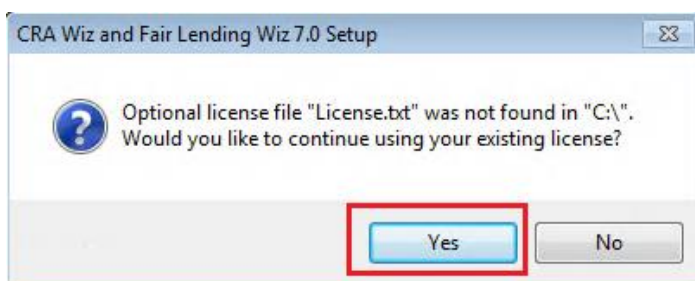 CRA Wiz and Fair Lending Wiz 7.0 Setup
Optional license file "License.txt" was not found in "C:\".
Would you like to continue using your existing license?
Yes
No